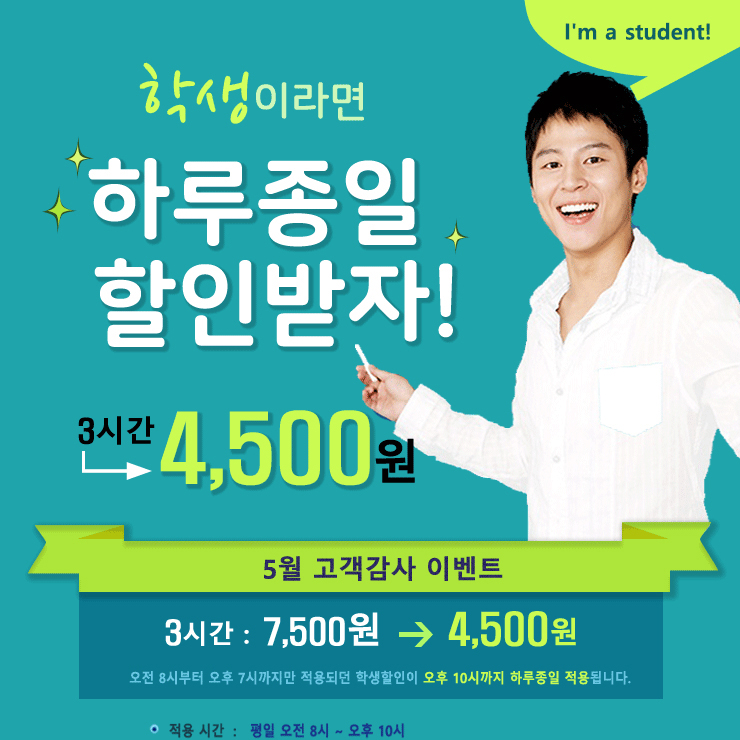 I'm a student!
학생이라면
하루종일
할인받자!
3시간
4,500원
5월 고객감사 이벤트
3시간 : 7,500원 → 4,500원
오전 8시부터 오후 7시까지만 적용되던 학생할인이 오후 10시까지 하루종일 적용됩니다.
적용 시간 : 평일 오전 8시 ~ 오후 10시